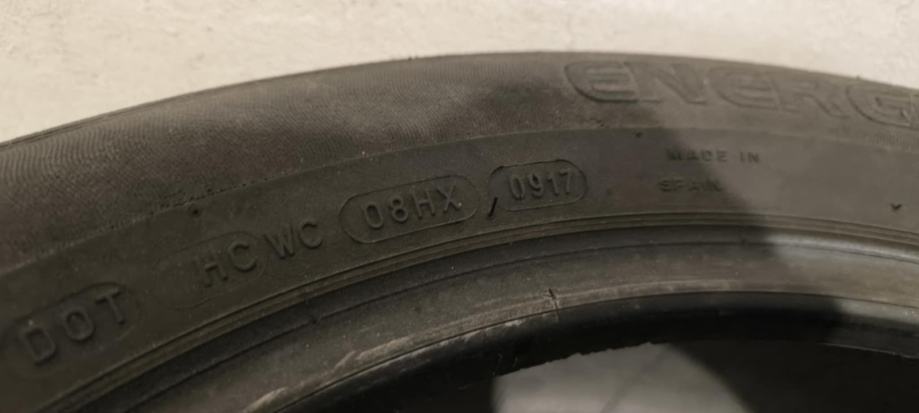 ENERG
MADE IN
SPAIN
DOT HC WC 08HX 0917